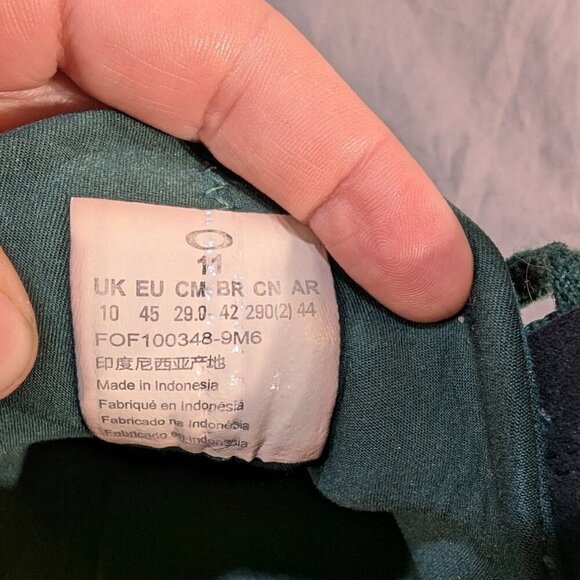 11
UK EU CM BR CN AR
10 45 29.0 42 290(2) 44
FOF100348-9M6
印度尼西亚产地
Made in Indonesia
Fabriqué en Indonésia
Fabricado na Indonésia
Fabricado en Indonesia